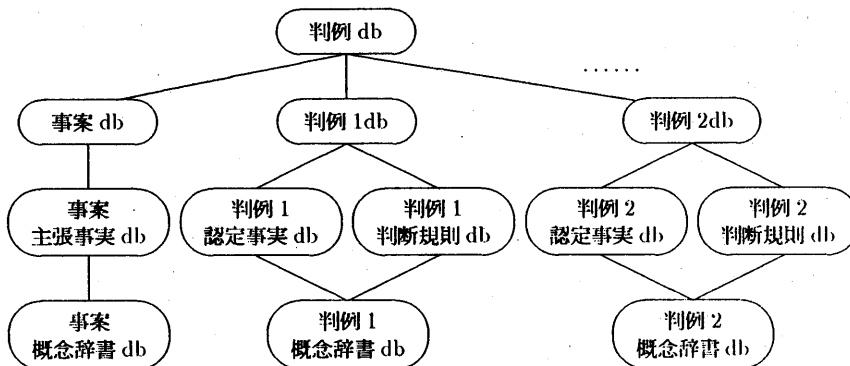 判例 db
......
事案 db
判例 1db
判例 2db
事案
主張事実 db
判例 1
認定事実 db
判例 1
判断規則 db
判例 2
認定事実 db
判例 2
判断規則 db
事案
概念辞書 db
判例 1
概念辞書 db
判例 2
概念辞書 db